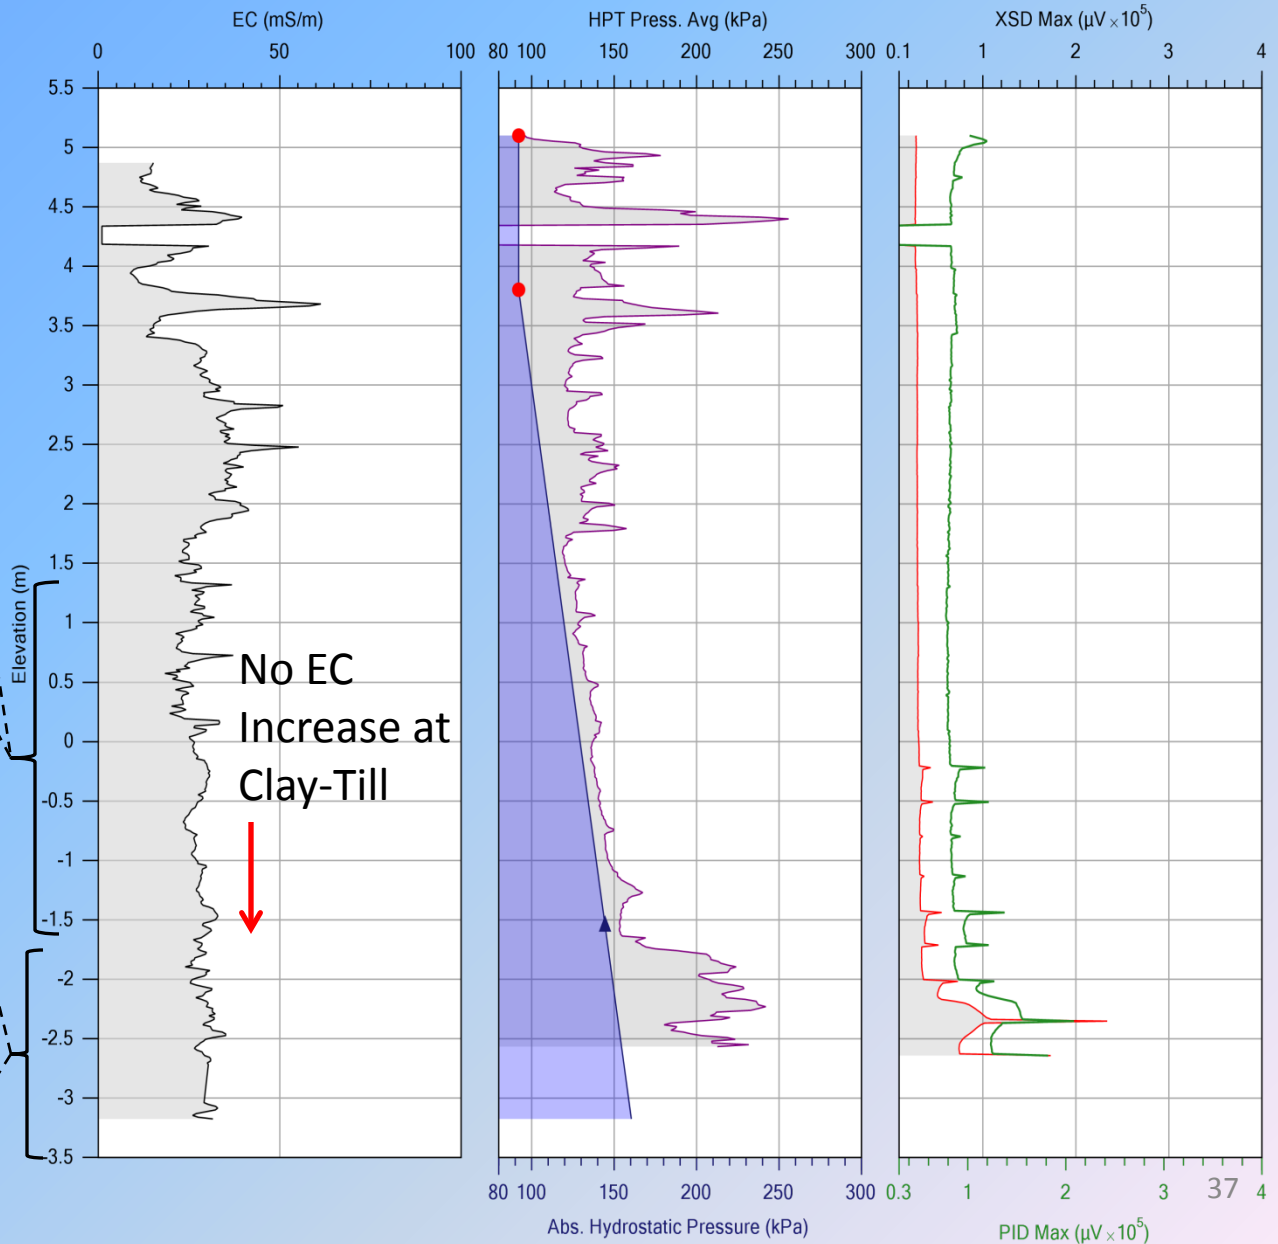 EC (mS/m)
HPT Press. Avg (kPa)
XSD Max (µV ×10⁵)
0 50 100
80 100 150 200 250 300
0.1 1 2 3 4
5.5
5
4.5
4
3.5
3
2.5
2
1.5
1
0.5
0
-0.5
-1
-1.5
-2
-2.5
-3
-3.5
Elevation (m)
No EC
Increase at
Clay-Till
80 100 150 200 250 300
0.3 1 2 3 4
37
Abs. Hydrostatic Pressure (kPa)
PID Max (µV ×10⁵)